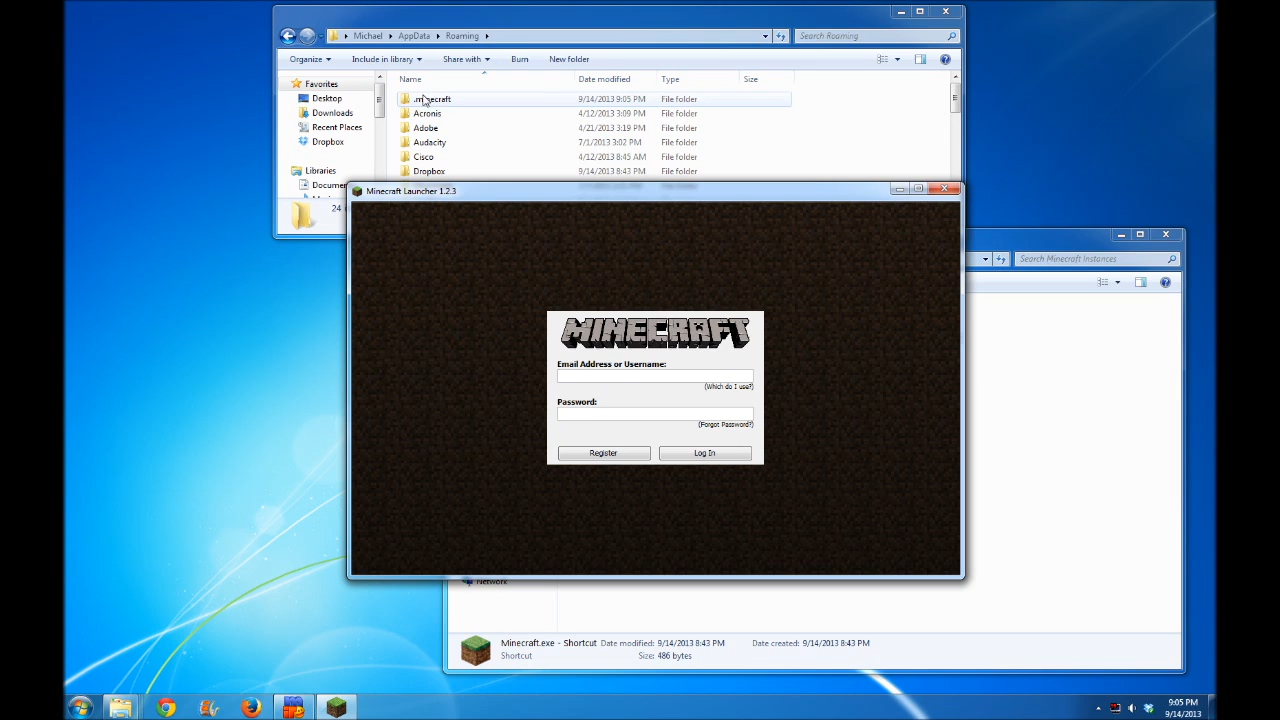 Michael AppData Roaming
Search Roaming
Organize Include in library Share with Burn New folder
Name Date modified Type Size
Favorites
Desktop
Downloads
Recent Places
Dropbox
Libraries
.minecraft 9/14/2013 9:05 PM File folder
Acronis 4/12/2013 3:09 PM File folder
Adobe 4/21/2013 3:19 PM File folder
Audacity 7/1/2013 3:02 PM File folder
Cisco 4/12/2013 8:45 AM File folder
Dropbox 9/14/2013 8:43 PM File folder
24
Minecraft Launcher 1.2.3
MINECRAFT
Email Address or Username:
(Which do I use?)
Password:
(Forgot Password?)
Register Log In
Search Minecraft Instances
Network
Minecraft.exe - Shortcut Date modified: 9/14/2013 8:43 PM Date created: 9/14/2013 8:43 PM
Shortcut Size: 486 bytes
9:05 PM
9/14/2013